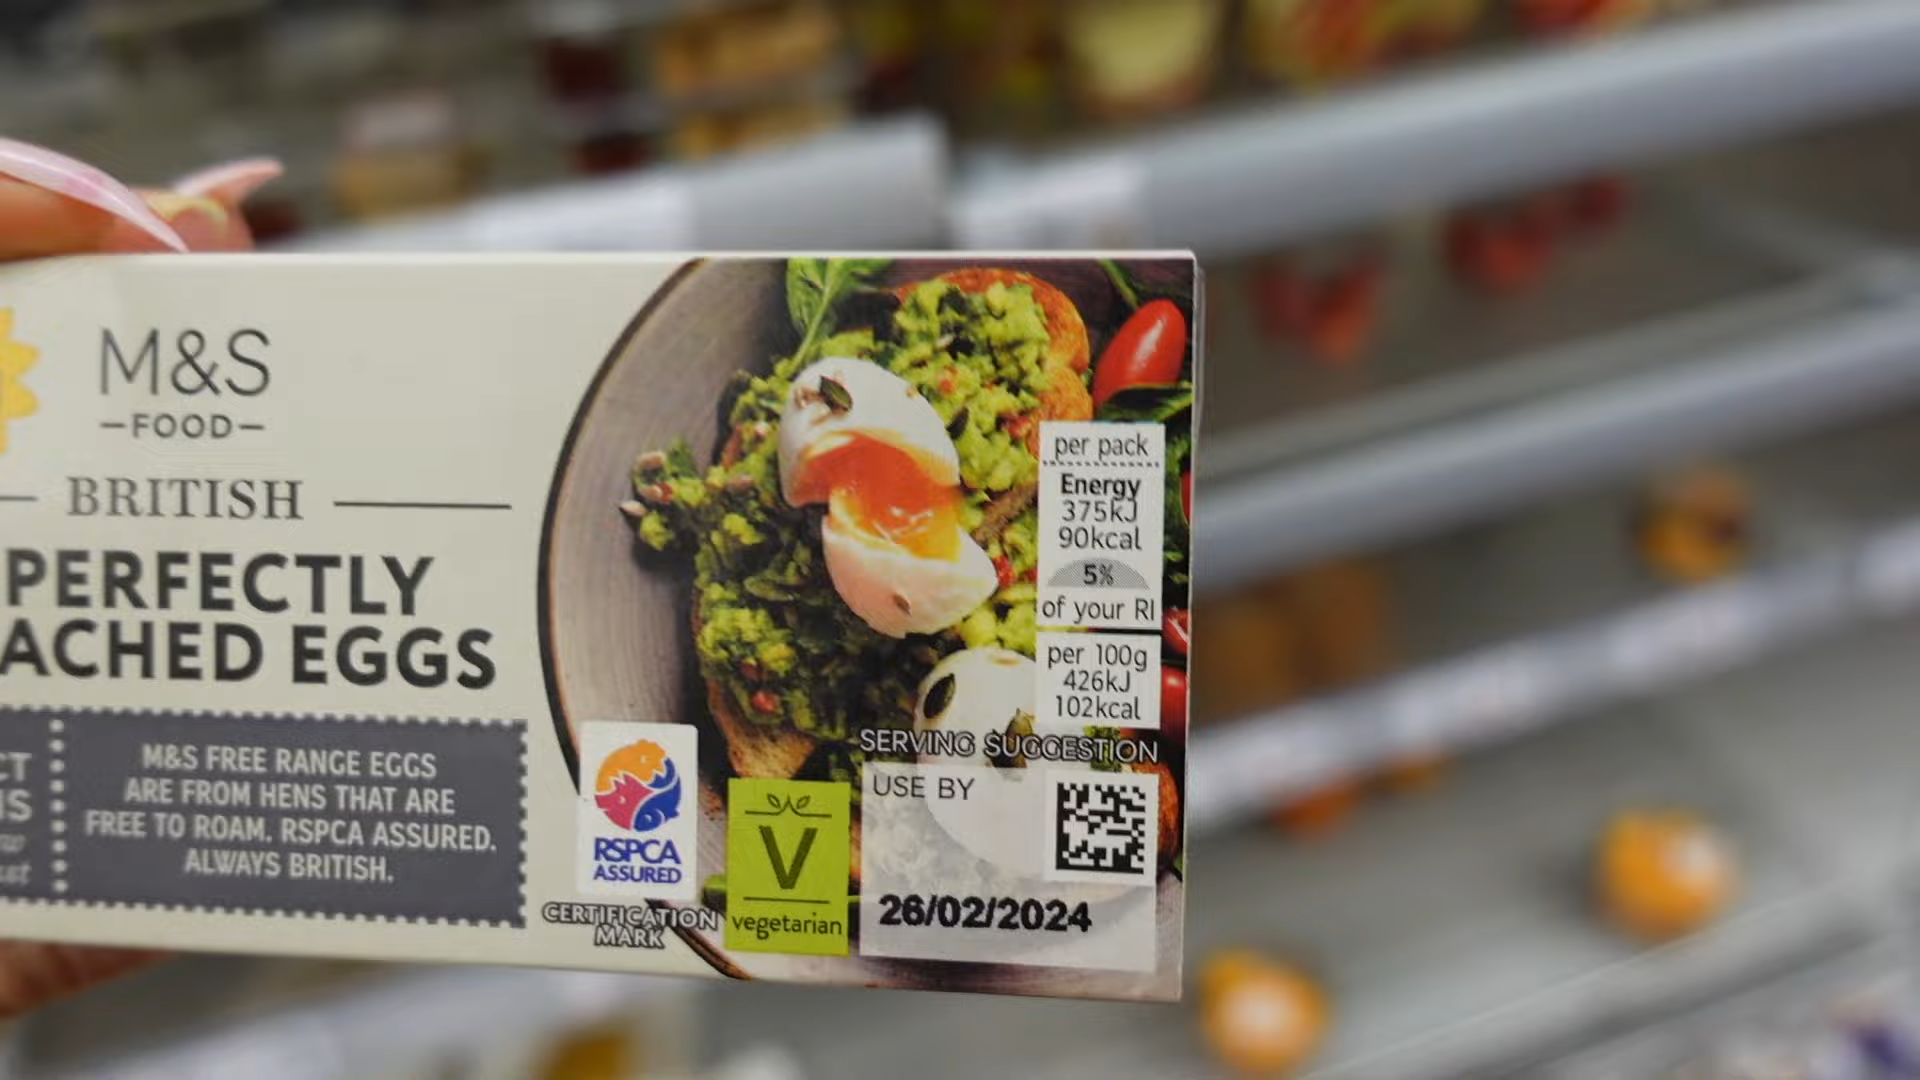 M&S
FOOD
BRITISH
PERFECTLY
ACHED EGGS
CT
M&S FREE RANGE EGGS
ARE FROM HENS THAT ARE
FREE TO ROAM. RSPCA ASSURED.
ALWAYS BRITISH.
RSPCA
ASSURED
CERTIFICATION
MARK
V
vegetarian
per pack
Energy
375kJ
90kcal
5%
of your RI
per 100g
426kJ
102kcal
SERVING SUGGESTION
USE BY
26/02/2024